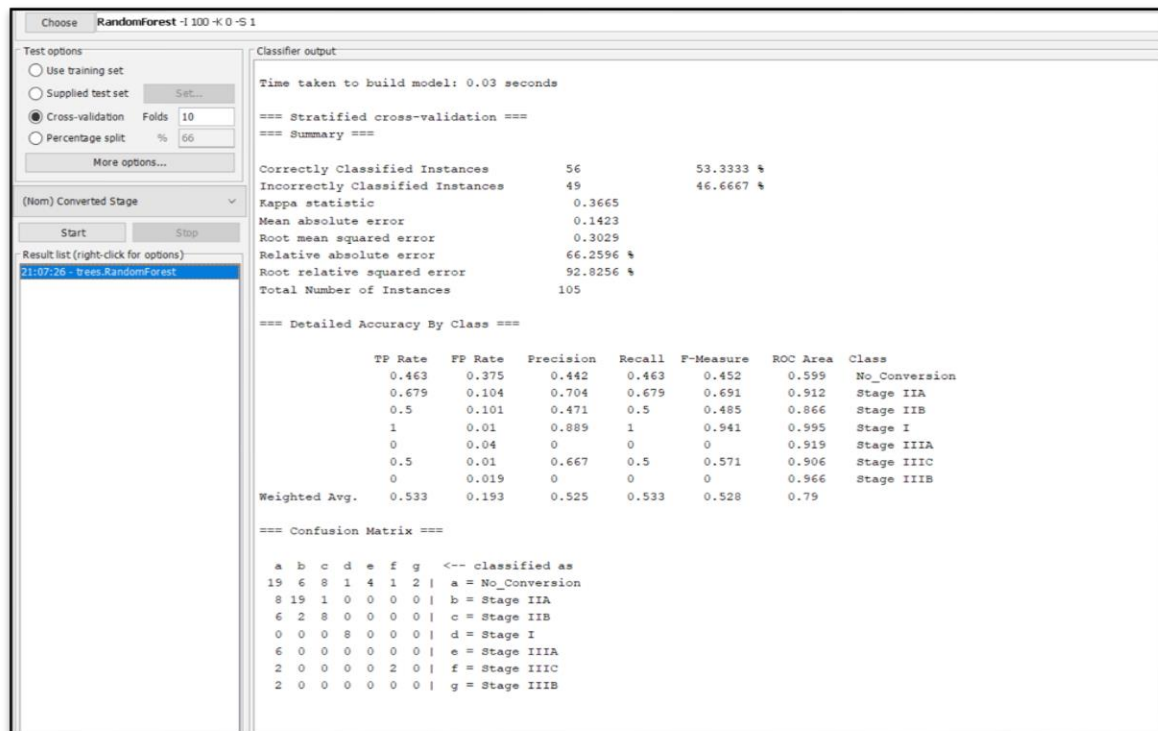 Choose RandomForest -I 100 -K 0 -S 1
Test options
Use training set
Supplied test set Set...
Cross-validation Folds 10
Percentage split % 66
More options...
(Nom) Converted Stage
Start Stop
Result list (right-click for options)
21:07:26 - trees.RandomForest
Classifier output
Time taken to build model: 0.03 seconds
=== Stratified cross-validation ===
=== Summary ===
Correctly Classified Instances 56 53.3333 %
Incorrectly Classified Instances 49 46.6667 %
Kappa statistic 0.3665
Mean absolute error 0.1423
Root mean squared error 0.3029
Relative absolute error 66.2596 %
Root relative squared error 92.8256 %
Total Number of Instances 105
=== Detailed Accuracy By Class ===
TP Rate FP Rate Precision Recall F-Measure ROC Area Class
0.463 0.375 0.442 0.463 0.452 0.599 No_Conversion
0.679 0.104 0.704 0.679 0.691 0.912 Stage IIA
0.5 0.101 0.471 0.5 0.485 0.866 Stage IIB
1 0.01 0.889 1 0.941 0.995 Stage I
0 0.04 0 0 0 0.919 Stage IIIA
0.5 0.01 0.667 0.5 0.571 0.906 Stage IIIC
0 0.019 0 0 0 0.966 Stage IIIB
Weighted Avg. 0.533 0.193 0.525 0.533 0.528 0.79
=== Confusion Matrix ===
a b c d e f g <-- classified as
19 6 8 1 4 1 2 | a = No_Conversion
8 19 1 0 0 0 0 | b = Stage IIA
6 2 8 0 0 0 0 | c = Stage IIB
0 0 0 8 0 0 0 | d = Stage I
6 0 0 0 0 0 0 | e = Stage IIIA
2 0 0 0 0 2 0 | f = Stage IIIC
2 0 0 0 0 0 0 | g = Stage IIIB